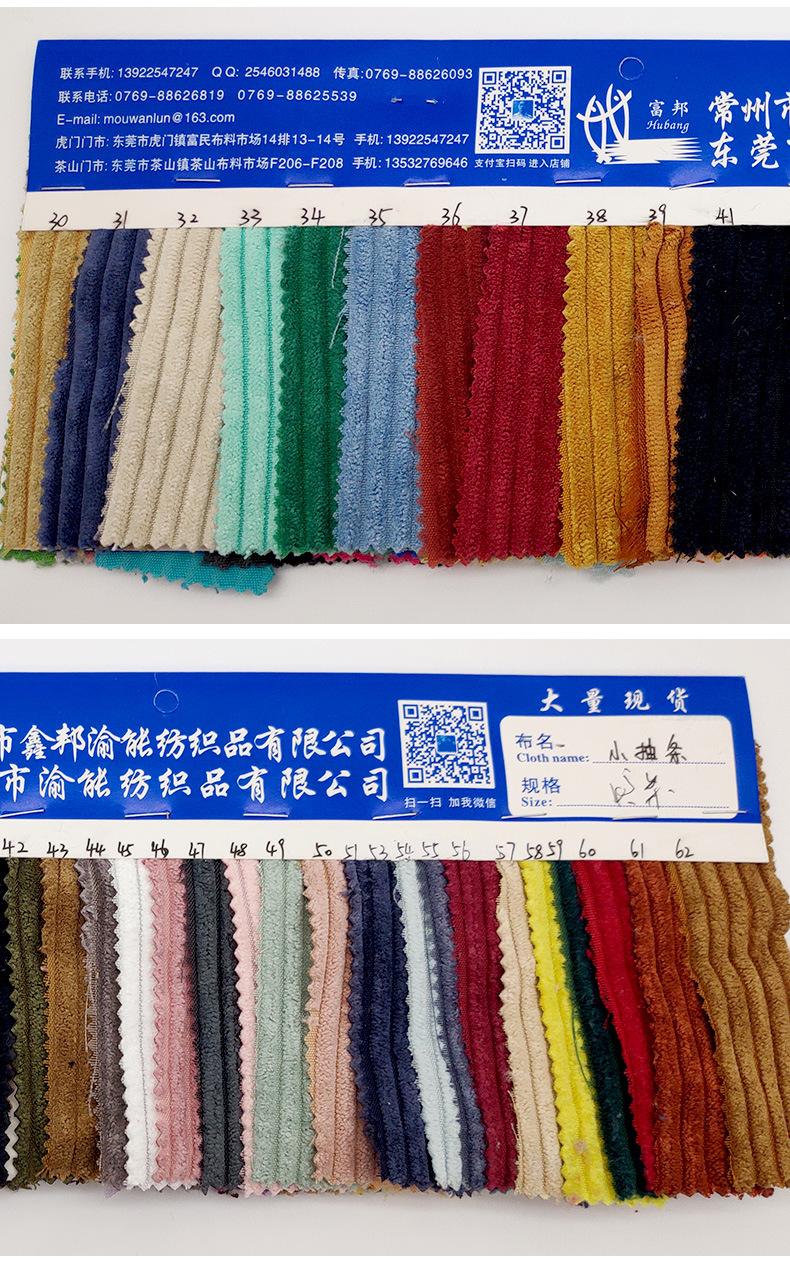 联系手机: 13922547247 QQ: 2546031488 传真:0769-88626093
联系电话:0769-88626819 0769-88625539
E-mail: mouwanlun@163.com
虎门门市: 东莞市虎门镇富民布料市场14排13-14号 手机:13922547247
茶山门市: 东莞市茶山镇茶山布料市场F206-F208 手机:13532769646
支付宝扫码 进入店铺
富邦
Hubang
常州市
东莞
30 31 32 33 34 35 36 37 38 39 41
市鑫邦渝能纺织品有限公司
市渝能纺织品有限公司
扫一扫 加我微信
大量现货
布名
Cloth name: 小抽条
规格
Size:
42 43 44 45 46 47 48 49 50 51 53 54 55 56 57 58 59 60 61 62